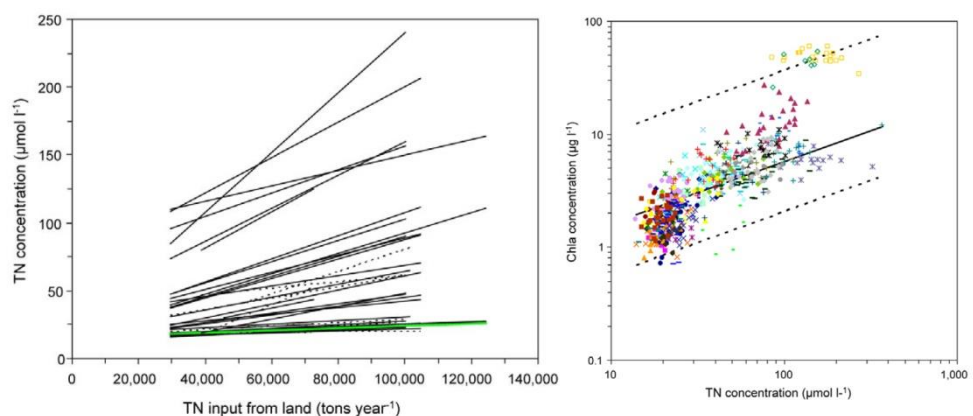 250
200
150
100
50
0
TN concentration (µmol l-1)
0 20,000 40,000 60,000 80,000 100,000 120,000 140,000
TN input from land (tons year-1)
100
10
1
0.1
Chla concentration (µg l-1)
10 100 1,000
TN concentration (µmol l-1)